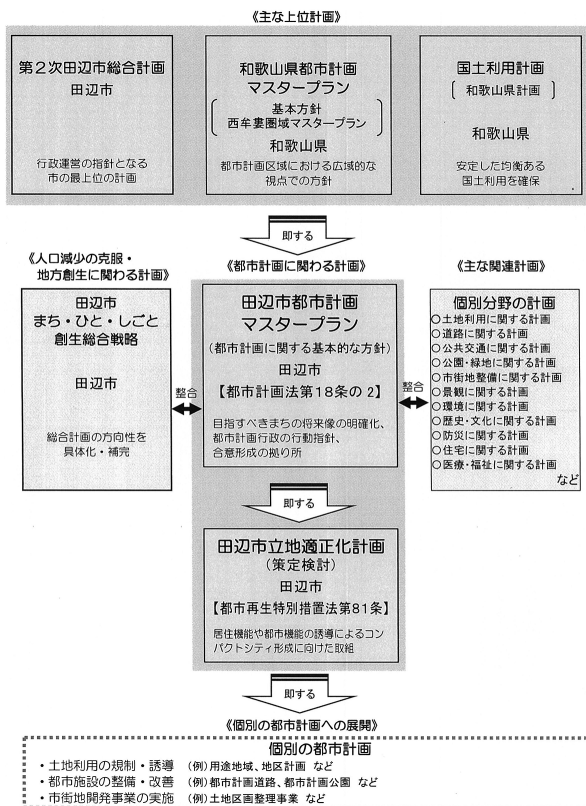 《主な上位計画》
第2次田辺市総合計画
田辺市
行政運営の指針となる
市の最上位の計画
和歌山県都市計画
マスタープラン
基本方針
西牟婁圏域マスタープラン
和歌山県
都市計画区域における広域的な
視点での方針
国土利用計画
[和歌山県計画]
和歌山県
安定した均衡ある
国土利用を確保
即する
《人口減少の克服・
地方創生に関わる計画》
田辺市
まち・ひと・しごと
創生総合戦略
田辺市
総合計画の方向性を
具体化・補完
整合
《都市計画に関わる計画》
田辺市都市計画
マスタープラン
(都市計画に関する基本的な方針)
田辺市
【都市計画法第18条の2】
目指すべきまちの将来像の明確化、
都市計画行政の行動指針、
合意形成の拠り所
整合
《主な関連計画》
個別分野の計画
○土地利用に関する計画
○道路に関する計画
○公共交通に関する計画
○公園・緑地に関する計画
○市街地整備に関する計画
○景観に関する計画
○環境に関する計画
○歴史・文化に関する計画
○防災に関する計画
○住宅に関する計画
○医療・福祉に関する計画
など
即する
田辺市立地適正化計画
(策定検討)
田辺市
【都市再生特別措置法第81条】
居住機能や都市機能の誘導によるコン
パクトシティ形成に向けた取組
即する
《個別の都市計画への展開》
個別の都市計画
・土地利用の規制・誘導 (例)用途地域、地区計画 など
・都市施設の整備・改善 (例)都市計画道路、都市計画公園 など
・市街地開発事業の実施 (例)土地区画整理事業 など